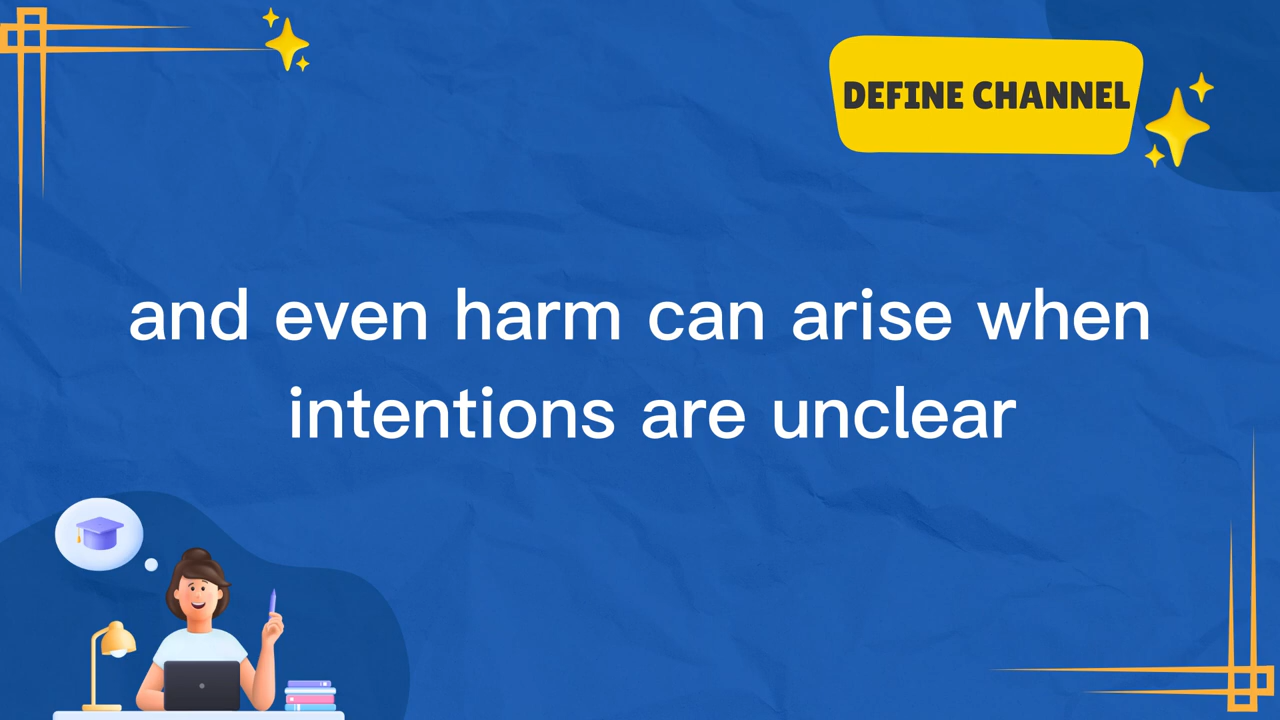 DEFINE CHANNEL
and even harm can arise when
intentions are unclear